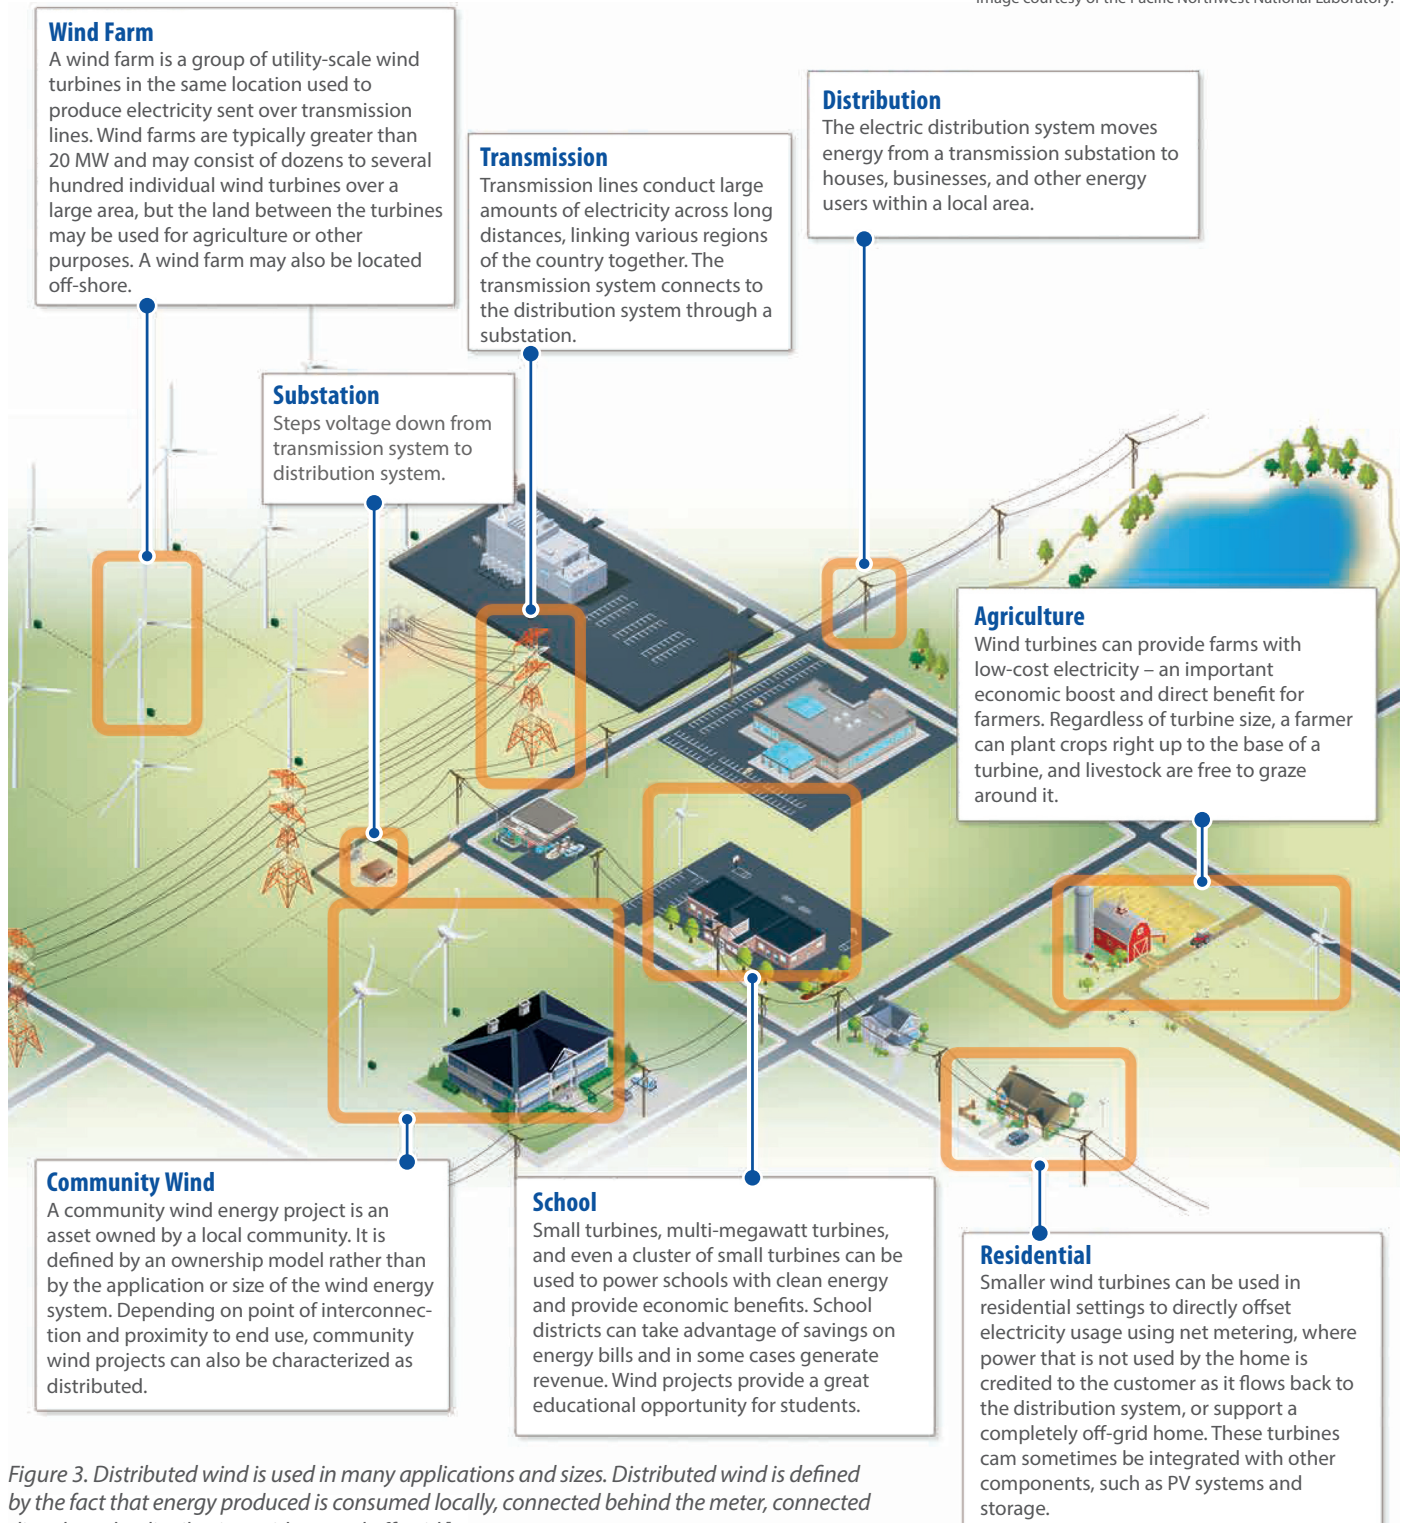 Image courtesy of the Pacific Northwest National Laboratory.
Wind Farm
A wind farm is a group of utility-scale wind
turbines in the same location used to
produce electricity sent over transmission
lines. Wind farms are typically greater than
20 MW and may consist of dozens to several
hundred individual wind turbines over a
large area, but the land between the turbines
may be used for agriculture or other
purposes. A wind farm may also be located
off-shore.
Transmission
Transmission lines conduct large
amounts of electricity across long
distances, linking various regions
of the country together. The
transmission system connects to
the distribution system through a
substation.
Distribution
The electric distribution system moves
energy from a transmission substation to
houses, businesses, and other energy
users within a local area.
Substation
Steps voltage down from
transmission system to
distribution system.
Agriculture
Wind turbines can provide farms with
low-cost electricity – an important
economic boost and direct benefit for
farmers. Regardless of turbine size, a farmer
can plant crops right up to the base of a
turbine, and livestock are free to graze
around it.
Community Wind
A community wind energy project is an
asset owned by a local community. It is
defined by an ownership model rather than
by the application or size of the wind energy
system. Depending on point of interconnec-
tion and proximity to end use, community
wind projects can also be characterized as
distributed.
School
Small turbines, multi-megawatt turbines,
and even a cluster of small turbines can be
used to power schools with clean energy
and provide economic benefits. School
districts can take advantage of savings on
energy bills and in some cases generate
revenue. Wind projects provide a great
educational opportunity for students.
Residential
Smaller wind turbines can be used in
residential settings to directly offset
electricity usage using net metering, where
power that is not used by the home is
credited to the customer as it flows back to
the distribution system, or support a
completely off-grid home. These turbines
cam sometimes be integrated with other
components, such as PV systems and
storage.
Figure 3. Distributed wind is used in many applications and sizes. Distributed wind is defined
by the fact that energy produced is consumed locally, connected behind the meter, connected